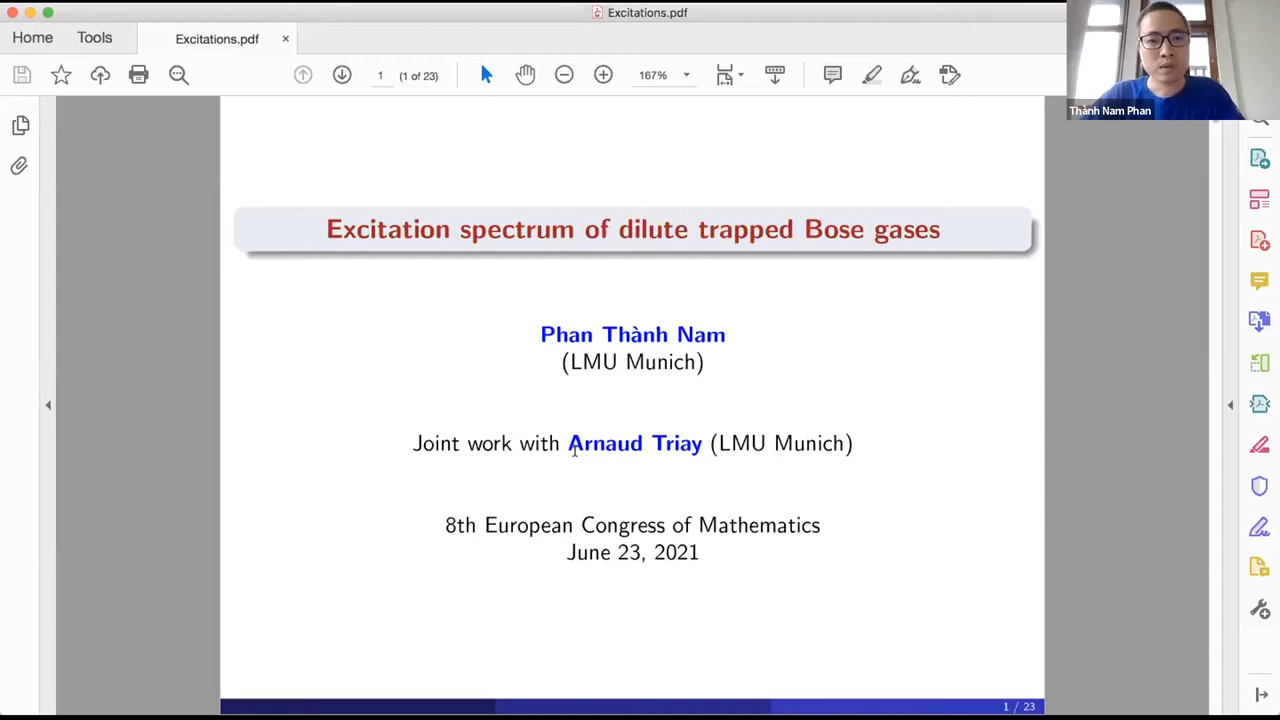 Excitations.pdf
Home
Tools
Excitations.pdf
1
(1 of 23)
167%
Thành Nam Phan
Excitation spectrum of dilute trapped Bose gases
Phan Thành Nam
(LMU Munich)
Joint work with Arnaud Triay (LMU Munich)
8th European Congress of Mathematics
June 23, 2021
1 / 23